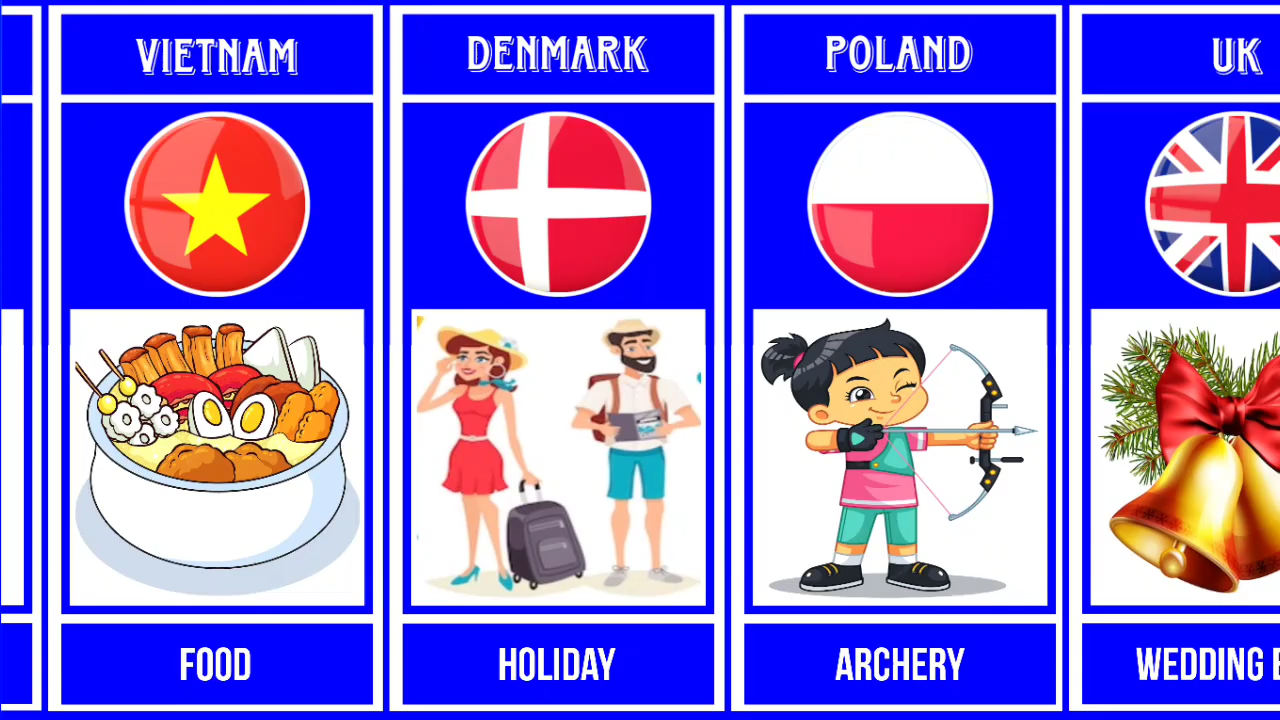 VIETNAM
DENMARK
POLAND
UK
FOOD
HOLIDAY
ARCHERY
WEDDING